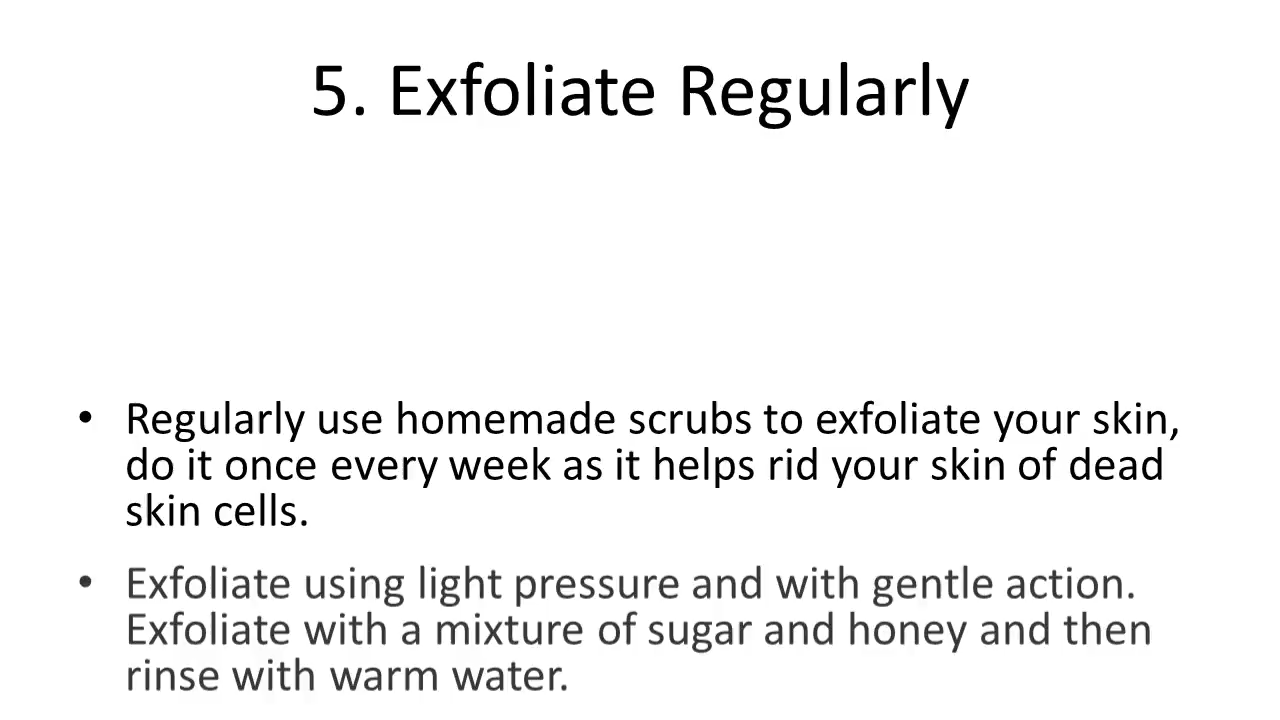 5. Exfoliate Regularly
• Regularly use homemade scrubs to exfoliate your skin,
do it once every week as it helps rid your skin of dead
skin cells.
• Exfoliate using light pressure and with gentle action.
Exfoliate with a mixture of sugar and honey and then
rinse with warm water.